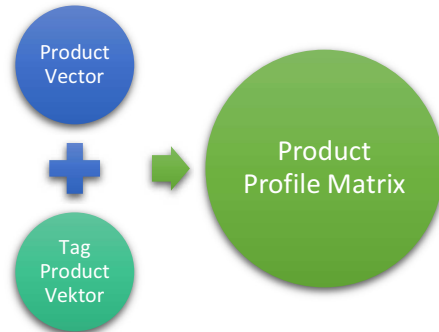 Product
Vector
Tag
Product
Vektor
Product
Profile Matrix